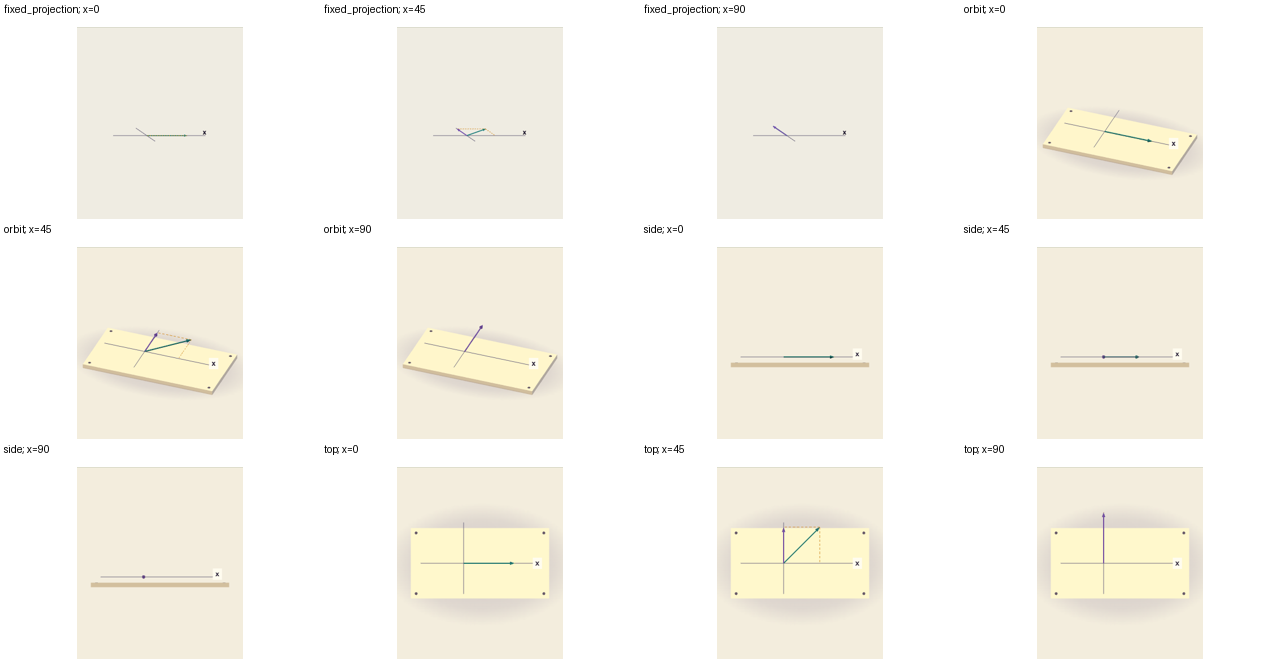 fixed_projection; x=0
fixed_projection; x=45
fixed_projection; x=90
orbit; x=0
x
x
x
x
orbit; x=45
orbit; x=90
side; x=0
side; x=45
x
x
x
x
side; x=90
top; x=0
top; x=45
top; x=90
x
x
x
x